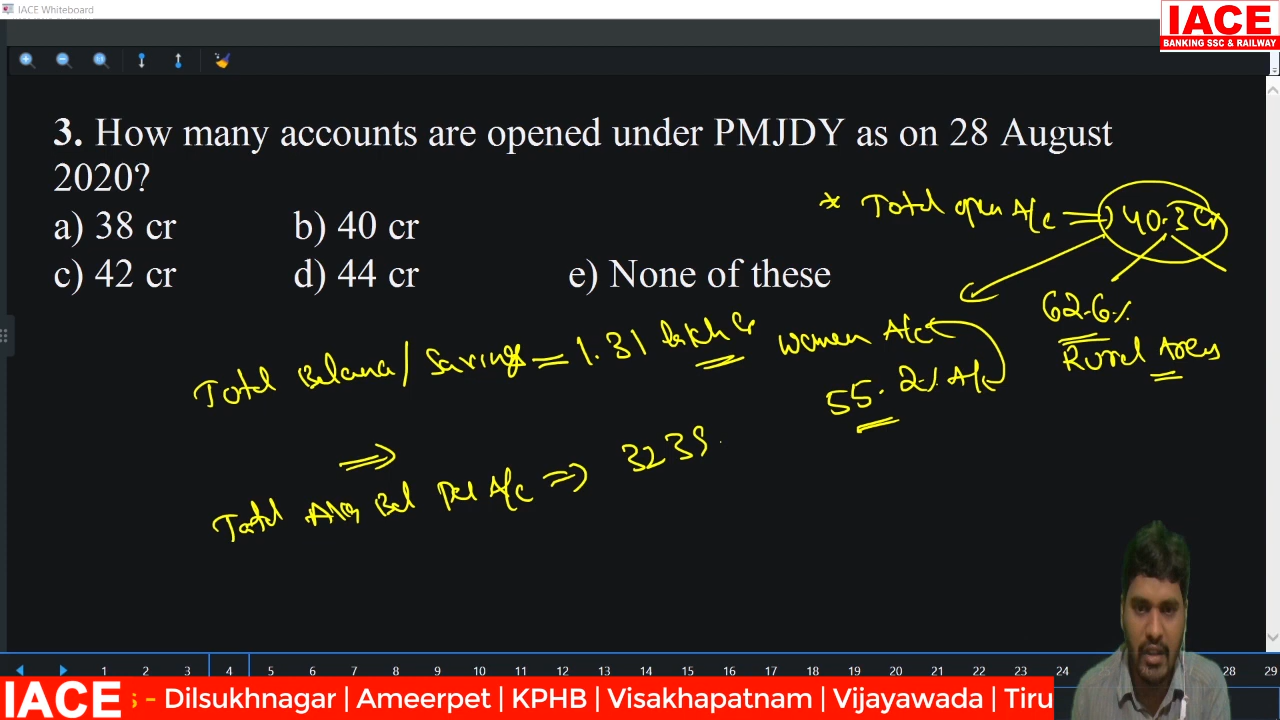 IACE Whiteboard
IACE
BANKING SSC & RAILWAY
3. How many accounts are opened under PMJDY as on 28 August
2020?
a) 38 cr b) 40 cr
c) 42 cr d) 44 cr e) None of these
* Total open A/c => 40.3 Cr
62.6 %
Rural Areas
women A/c
55.2% A/c
Total / Savings = 1.31 lakh Cr
=>
Total Bal Per A/c => 3239.
1 2 3 4 5 6 7 8 9 10 11 12 13 14 15 16 17 18 19 20 21 22 23 24 28 29
IACE s - Dilsukhnagar | Ameerpet | KPHB | Visakhapatnam | Vijayawada | Tiru